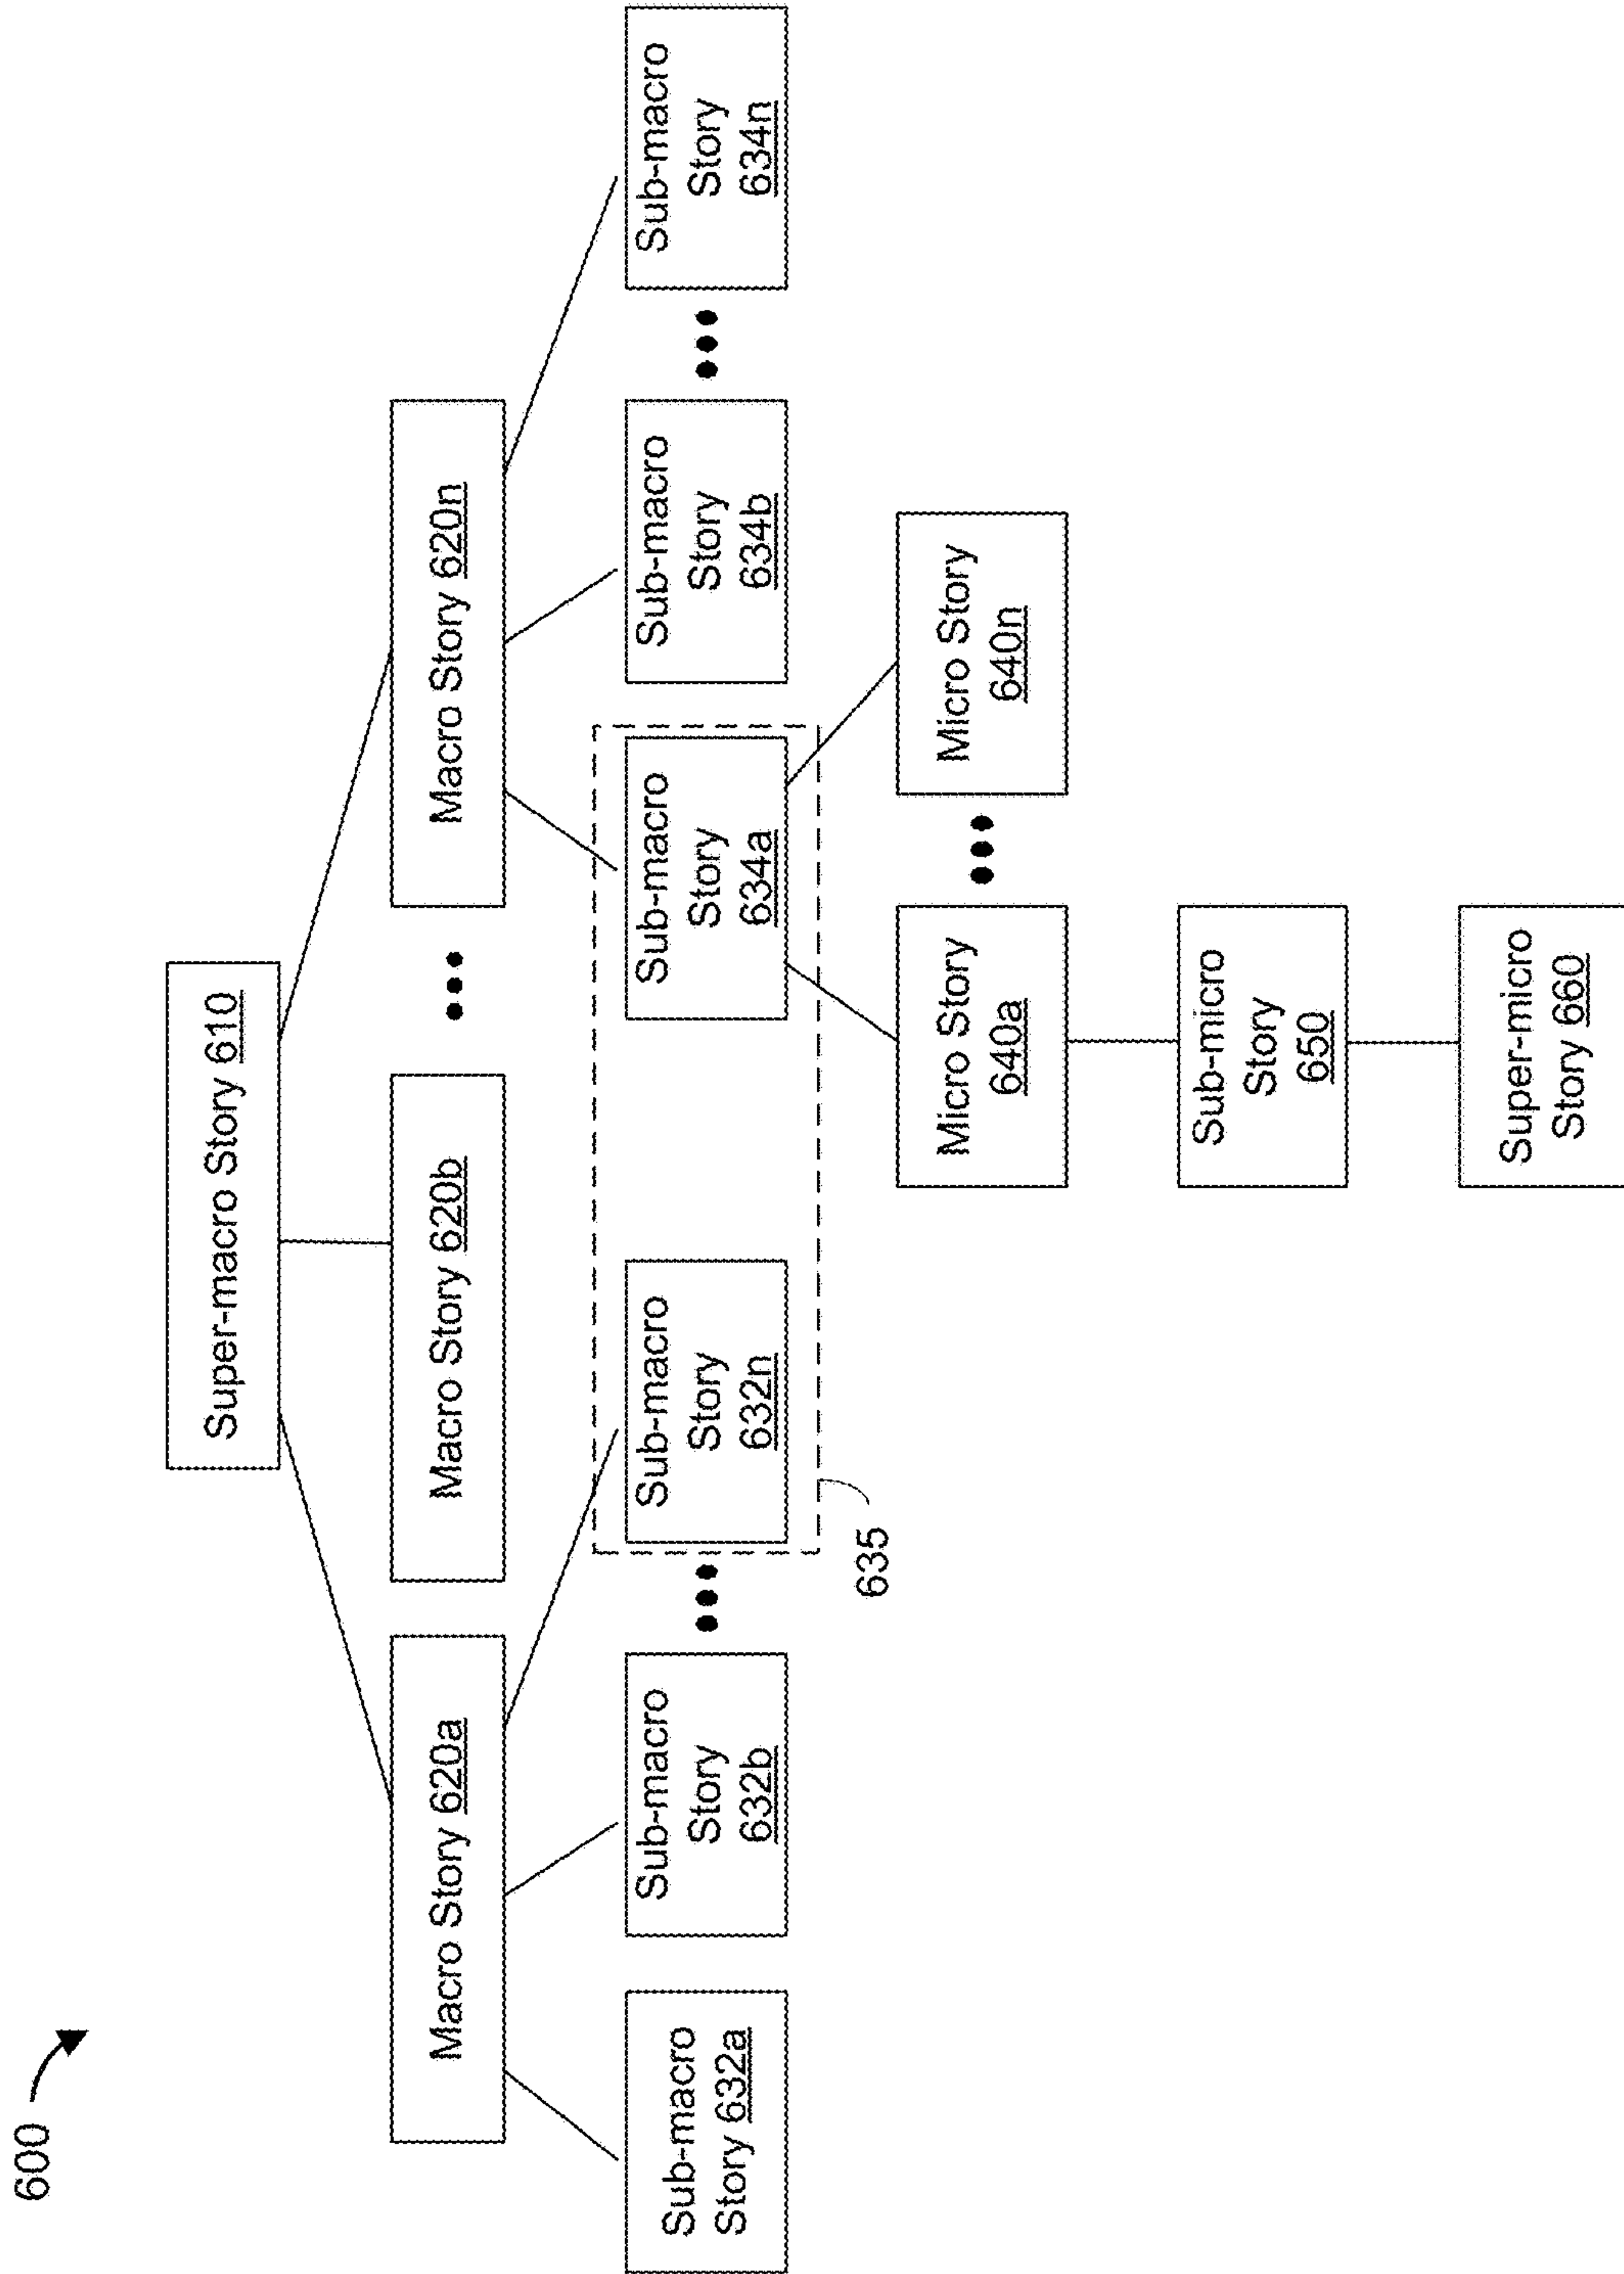 600
Super-macro Story 610
Macro Story 620a
Macro Story 620b
Macro Story 620n
Sub-macro
Story 632a
Sub-macro
Story
632b
Sub-macro
Story
632n
Sub-macro
Story
634a
Sub-macro
Story
634b
Sub-macro
Story
634n
635
Micro Story
640a
Micro Story
640n
Sub-micro
Story
650
Super-micro
Story 660